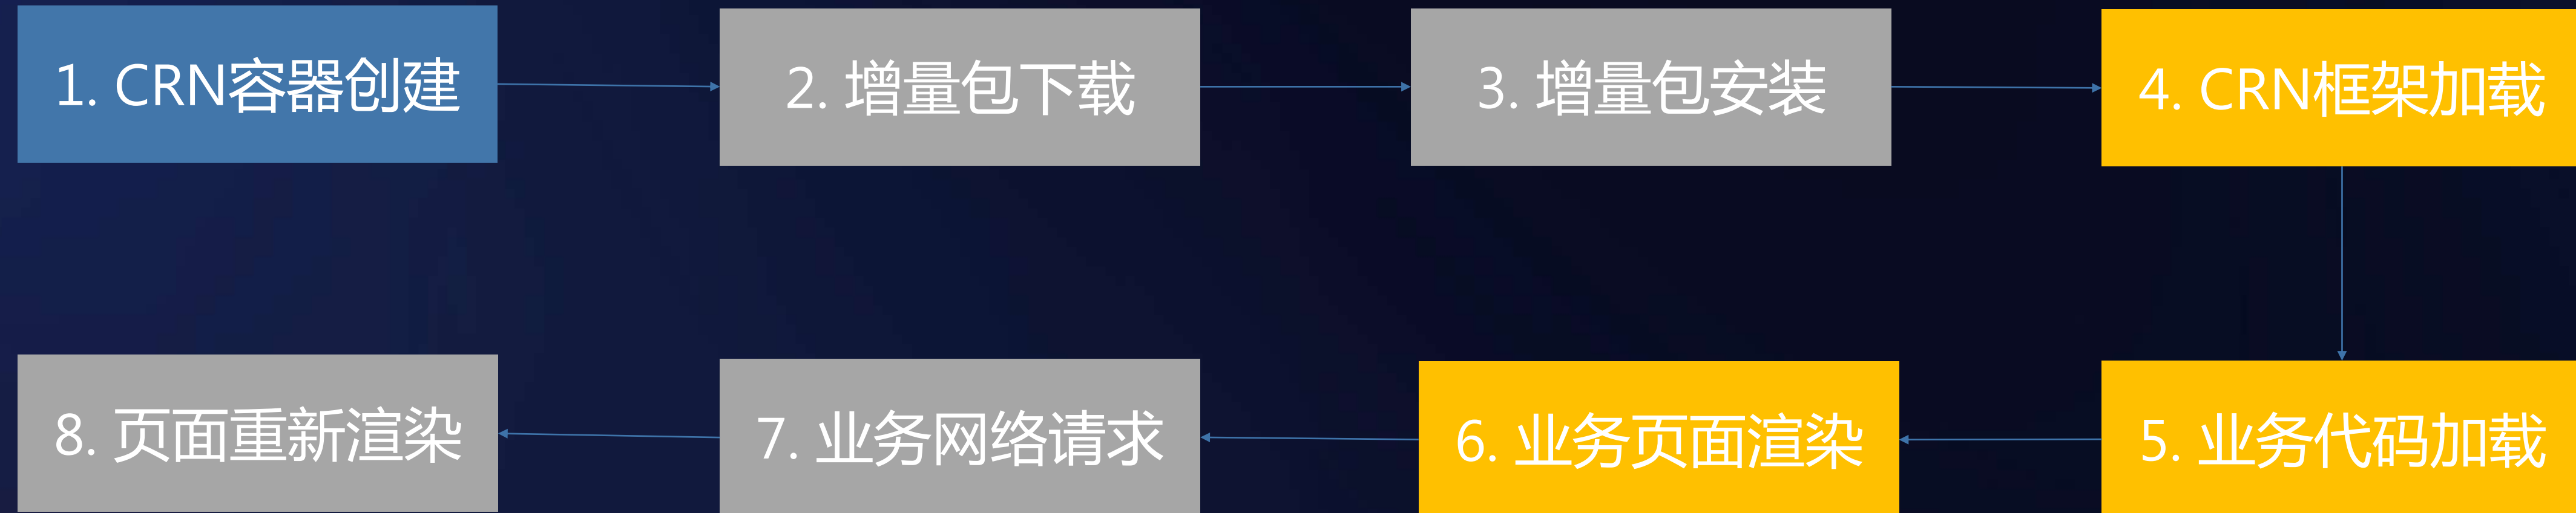 1. CRN容器创建
2. 增量包下载
3. 增量包安装
4. CRN框架加载
5. 业务代码加载
6. 业务页面渲染
7. 业务网络请求
8. 页面重新渲染